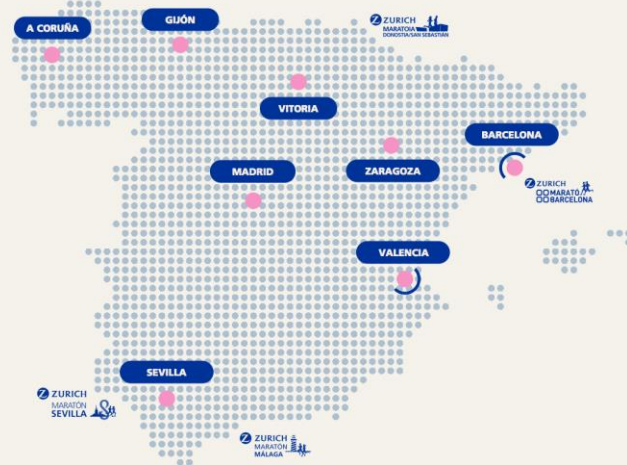 A CORUÑA
GIJÓN
ZURICH
MARATOIA
DONOSTIA/SAN SEBASTIÁN
VITORIA
BARCELONA
MADRID
ZARAGOZA
ZURICH
MARATÓ
BARCELONA
VALENCIA
SEVILLA
ZURICH
MARATÓN
SEVILLA
ZURICH
MARATÓN
MÁLAGA